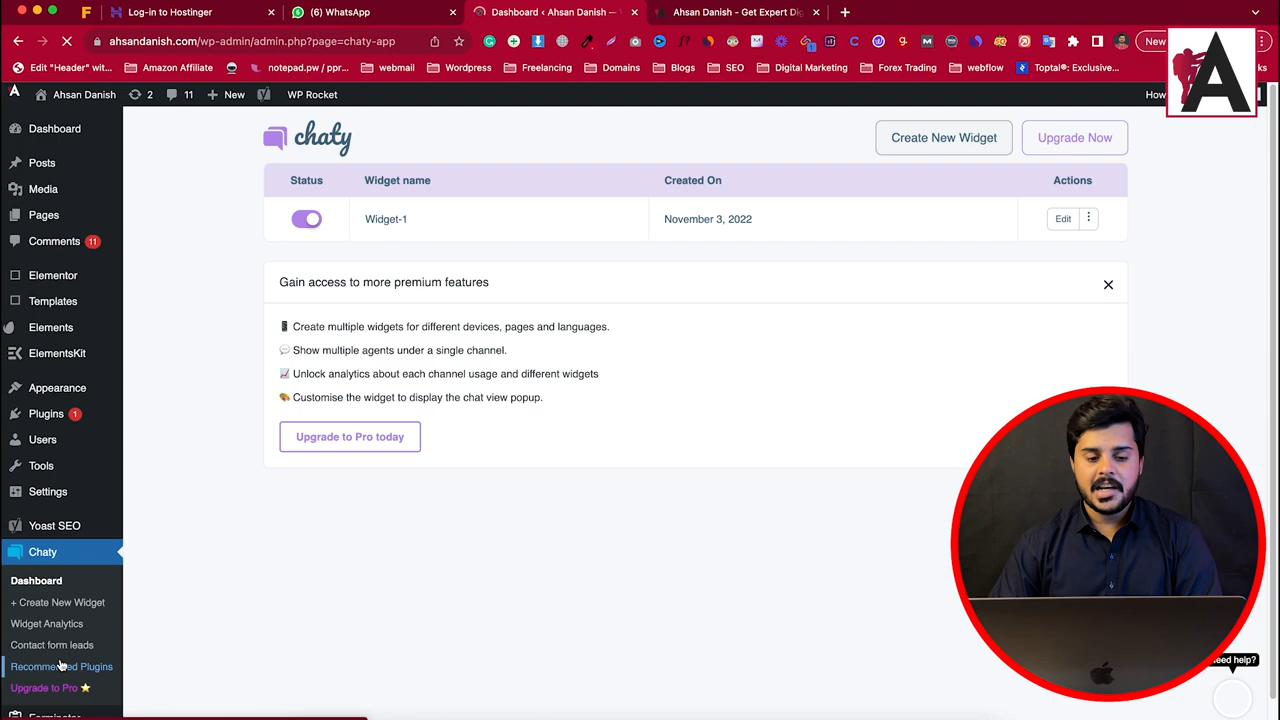 Log-in to Hostinger
(6) WhatsApp
Dashboard ‹ Ahsan Danish —
Ahsan Danish - Get Expert Dig
ahsandanish.com/wp-admin/admin.php?page=chaty-app
New
Edit "Header" wit...
Amazon Affiliate
notepad.pw / ppr...
webmail
Wordpress
Freelancing
Domains
Blogs
SEO
Digital Marketing
Forex Trading
webflow
Toptal®: Exclusive...
A
Ahsan Danish
2
11
New
WP Rocket
How
Dashboard
Posts
Media
Pages
Comments 11
Elementor
Templates
Elements
ElementsKit
Appearance
Plugins 1
Users
Tools
Settings
Yoast SEO
Chaty
Dashboard
+ Create New Widget
Widget Analytics
Contact form leads
Recommended Plugins
Upgrade to Pro
Forminator
chaty
Create New Widget
Upgrade Now
Status
Widget name
Created On
Actions
Widget-1
November 3, 2022
Edit
Gain access to more premium features
Create multiple widgets for different devices, pages and languages.
Show multiple agents under a single channel.
Unlock analytics about each channel usage and different widgets
Customise the widget to display the chat view popup.
Upgrade to Pro today
need help?